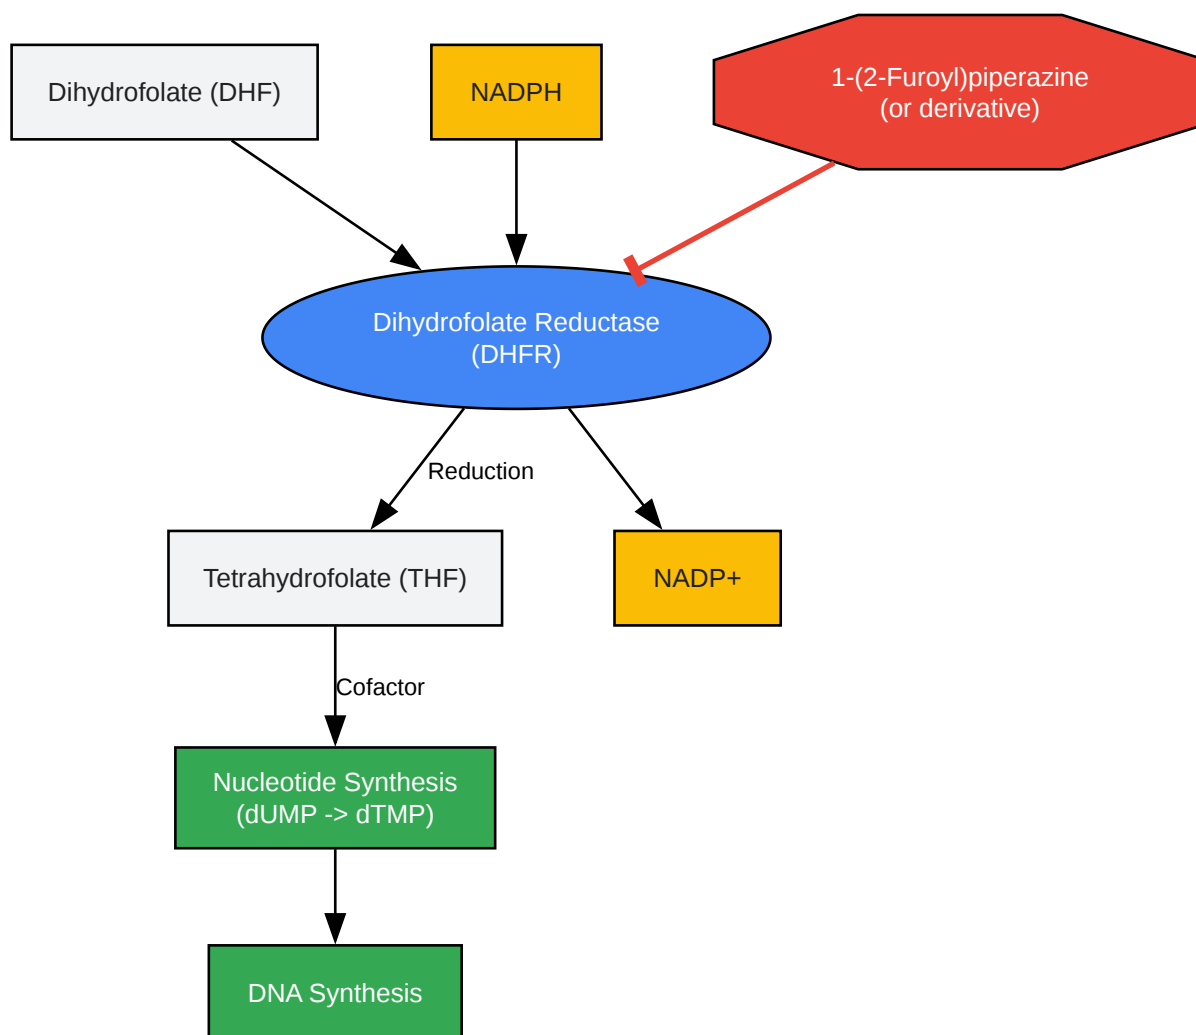 Dihydrofolate (DHF)
NADPH
1-(2-Furoyl)piperazine
(or derivative)
Dihydrofolate Reductase
(DHFR)
Reduction
Tetrahydrofolate (THF)
NADP+
Cofactor
Nucleotide Synthesis
(dUMP -> dTMP)
DNA Synthesis